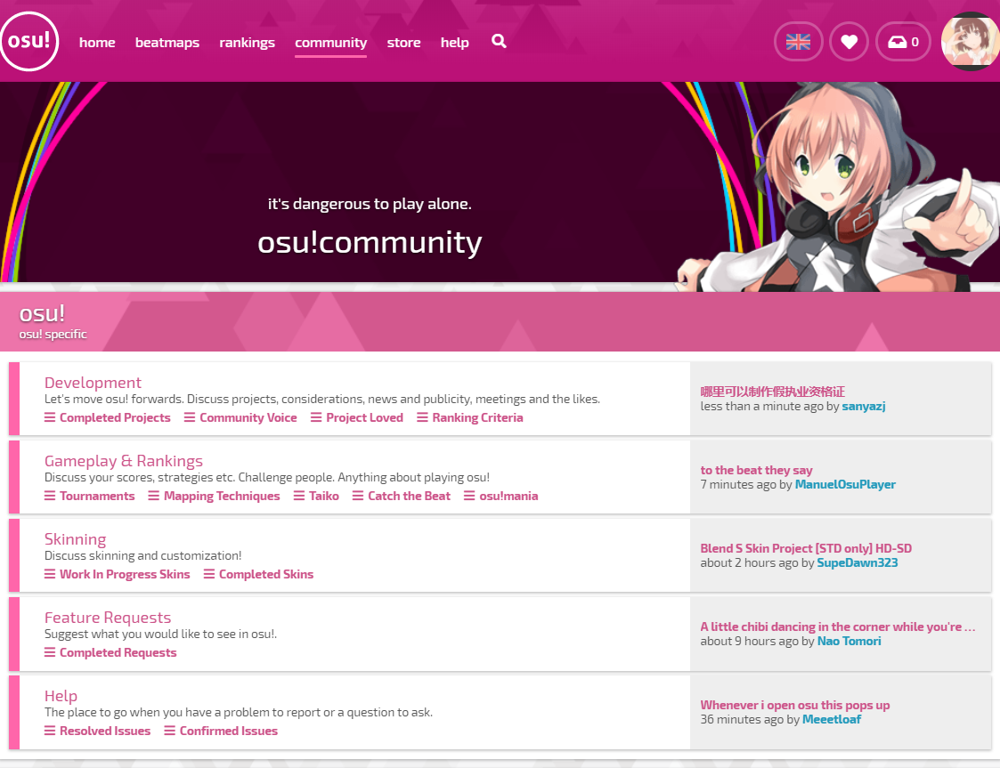 osu!
home beatmaps rankings community store help 0
it's dangerous to play alone.
osu!community
osu!
osu! specific
Development
Let's move osu! forwards. Discuss projects, considerations, news and publicity, meetings and the likes.
Completed Projects Community Voice Project Loved Ranking Criteria
哪里可以制作假执业资格证
less than a minute ago by sanyazj
Gameplay & Rankings
Discuss your scores, strategies etc. Challenge people. Anything about playing osu!
Tournaments Mapping Techniques Taiko Catch the Beat osu!mania
to the beat they say
7 minutes ago by ManuelOsuPlayer
Skinning
Discuss skinning and customization!
Work In Progress Skins Completed Skins
Blend S Skin Project [STD only] HD-SD
about 2 hours ago by SupeDawn323
Feature Requests
Suggest what you would like to see in osu!.
Completed Requests
A little chibi dancing in the corner while you're ...
about 9 hours ago by Nao Tomori
Help
The place to go when you have a problem to report or a question to ask.
Resolved Issues Confirmed Issues
Whenever i open osu this pops up
36 minutes ago by Meeetloaf